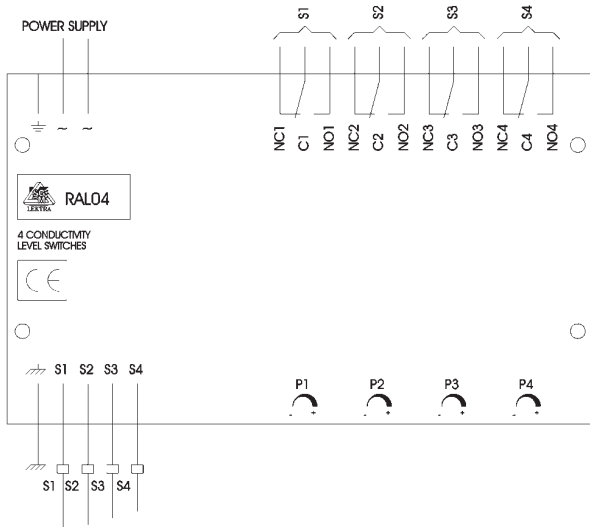 S1 S2 S3 S4
POWER SUPPLY
~ ~
NC1 C1 NO1 NC2 C2 NO2 NC3 C3 NO3 NC4 C4 NO4
LEKTRA
RAL04
4 CONDUCTIVITY
LEVEL SWITCHES
CE
S1 S2 S3 S4
P1 P2 P3 P4
- + - + - + - +
S1 S2 S3 S4